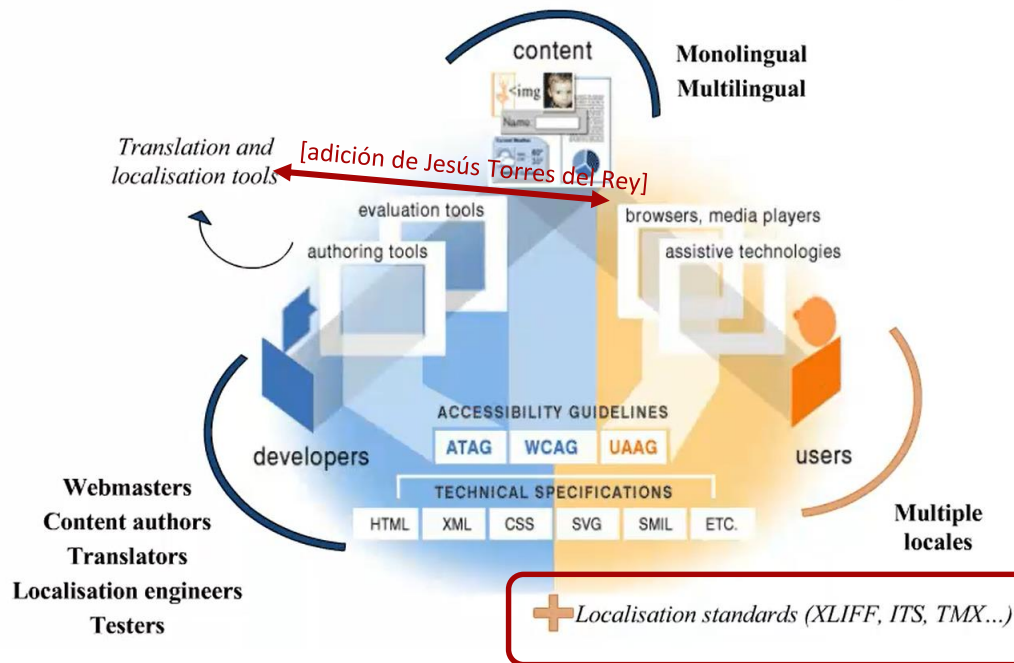 content
Monolingual
Multilingual
<img
Name
Translation and
localisation tools
[adición de Jesús Torres del Rey]
evaluation tools
authoring tools
browsers, media players
assistive technologies
ACCESSIBILITY GUIDELINES
ATAG WCAG UAAG
developers
users
TECHNICAL SPECIFICATIONS
HTML XML CSS SVG SMIL ETC.
Webmasters
Content authors
Translators
Localisation engineers
Testers
Multiple
locales
+ Localisation standards (XLIFF, ITS, TMX...)